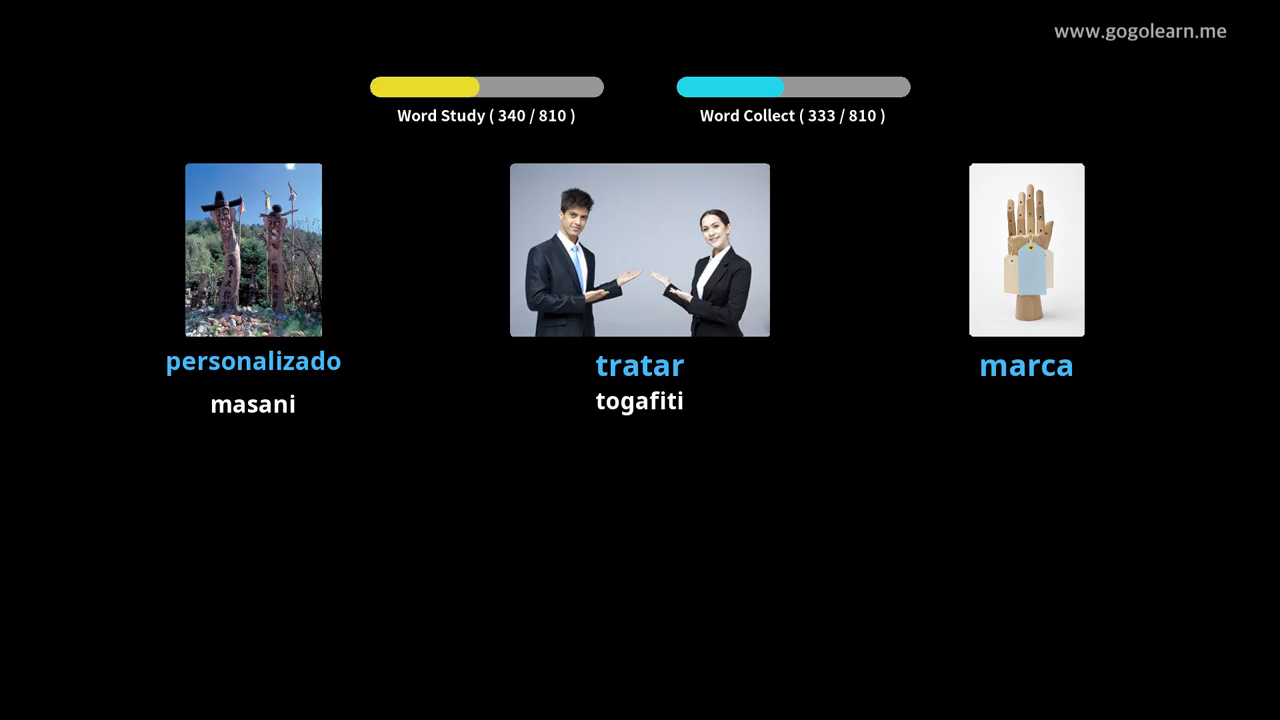 www.gogolearn.me
Word Study ( 340 / 810 )
Word Collect ( 333 / 810 )
personalizado
masani
tratar
togafiti
marca